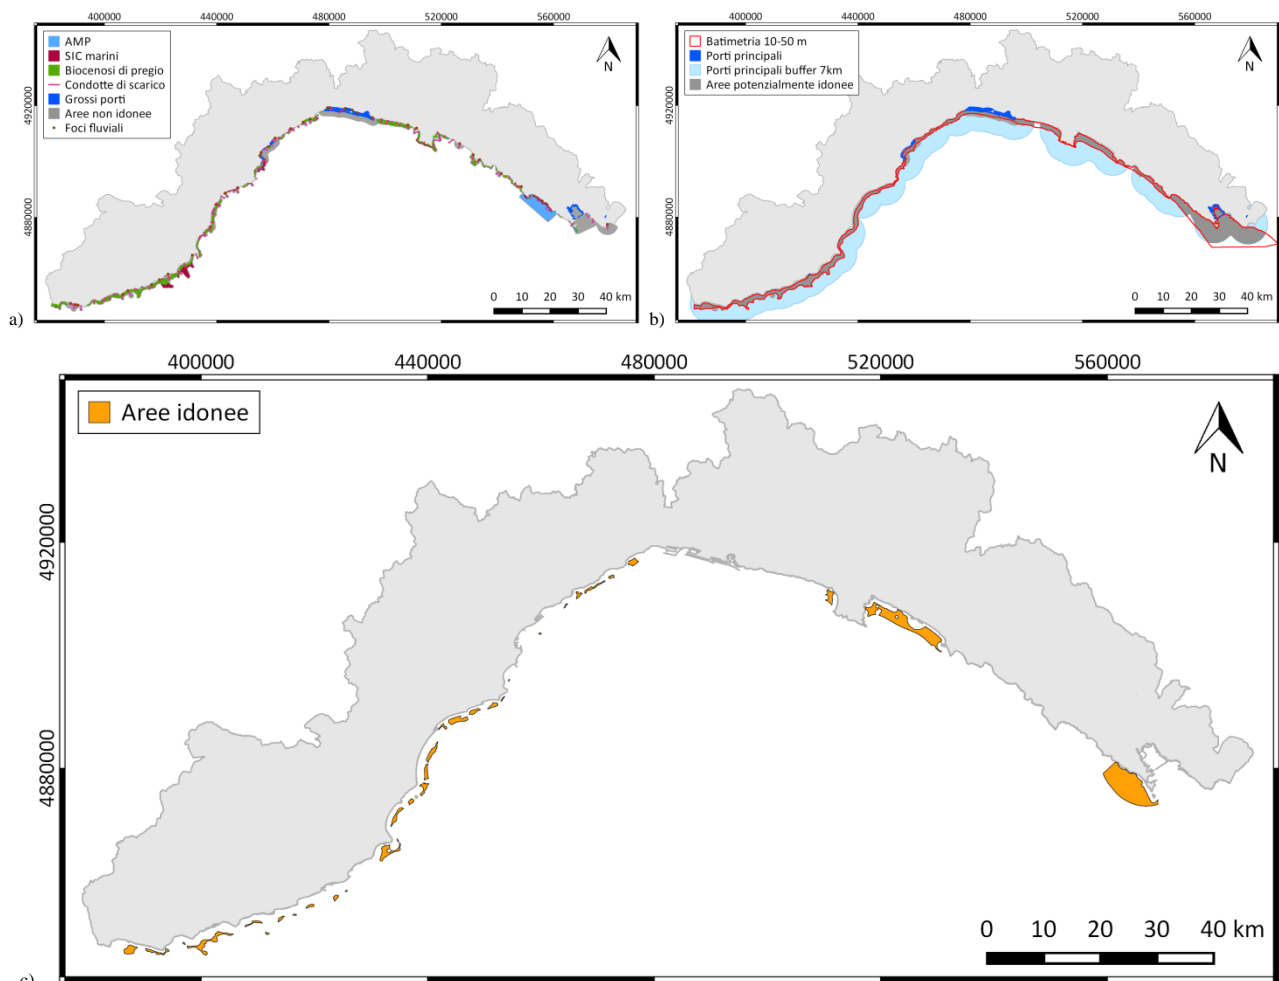 400000 440000 480000 520000 560000
AMP
SIC marini
Biocenosi di pregio
Condotte di scarico
Grossi porti
Aree non idonee
Foci fluviali
N
4920000
4880000
0 10 20 30 40 km
a)
400000 440000 480000 520000 560000
Batimetria 10-50 m
Porti principali
Porti principali buffer 7km
Aree potenzialmente idonee
N
4920000
4880000
0 10 20 30 40 km
b)
400000 440000 480000 520000 560000
Aree idonee
N
4920000
4880000
0 10 20 30 40 km
c)